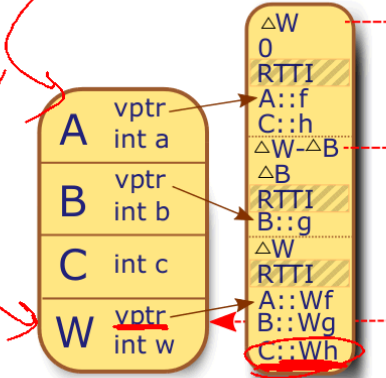 A
vptr
int a
B
vptr
int b
C
int c
W
vptr
int w
△W
0
RTTI
A::f
C::h
△W-△B
△B
RTTI
B::g
△W
RTTI
A::Wf
B::Wg
C::Wh